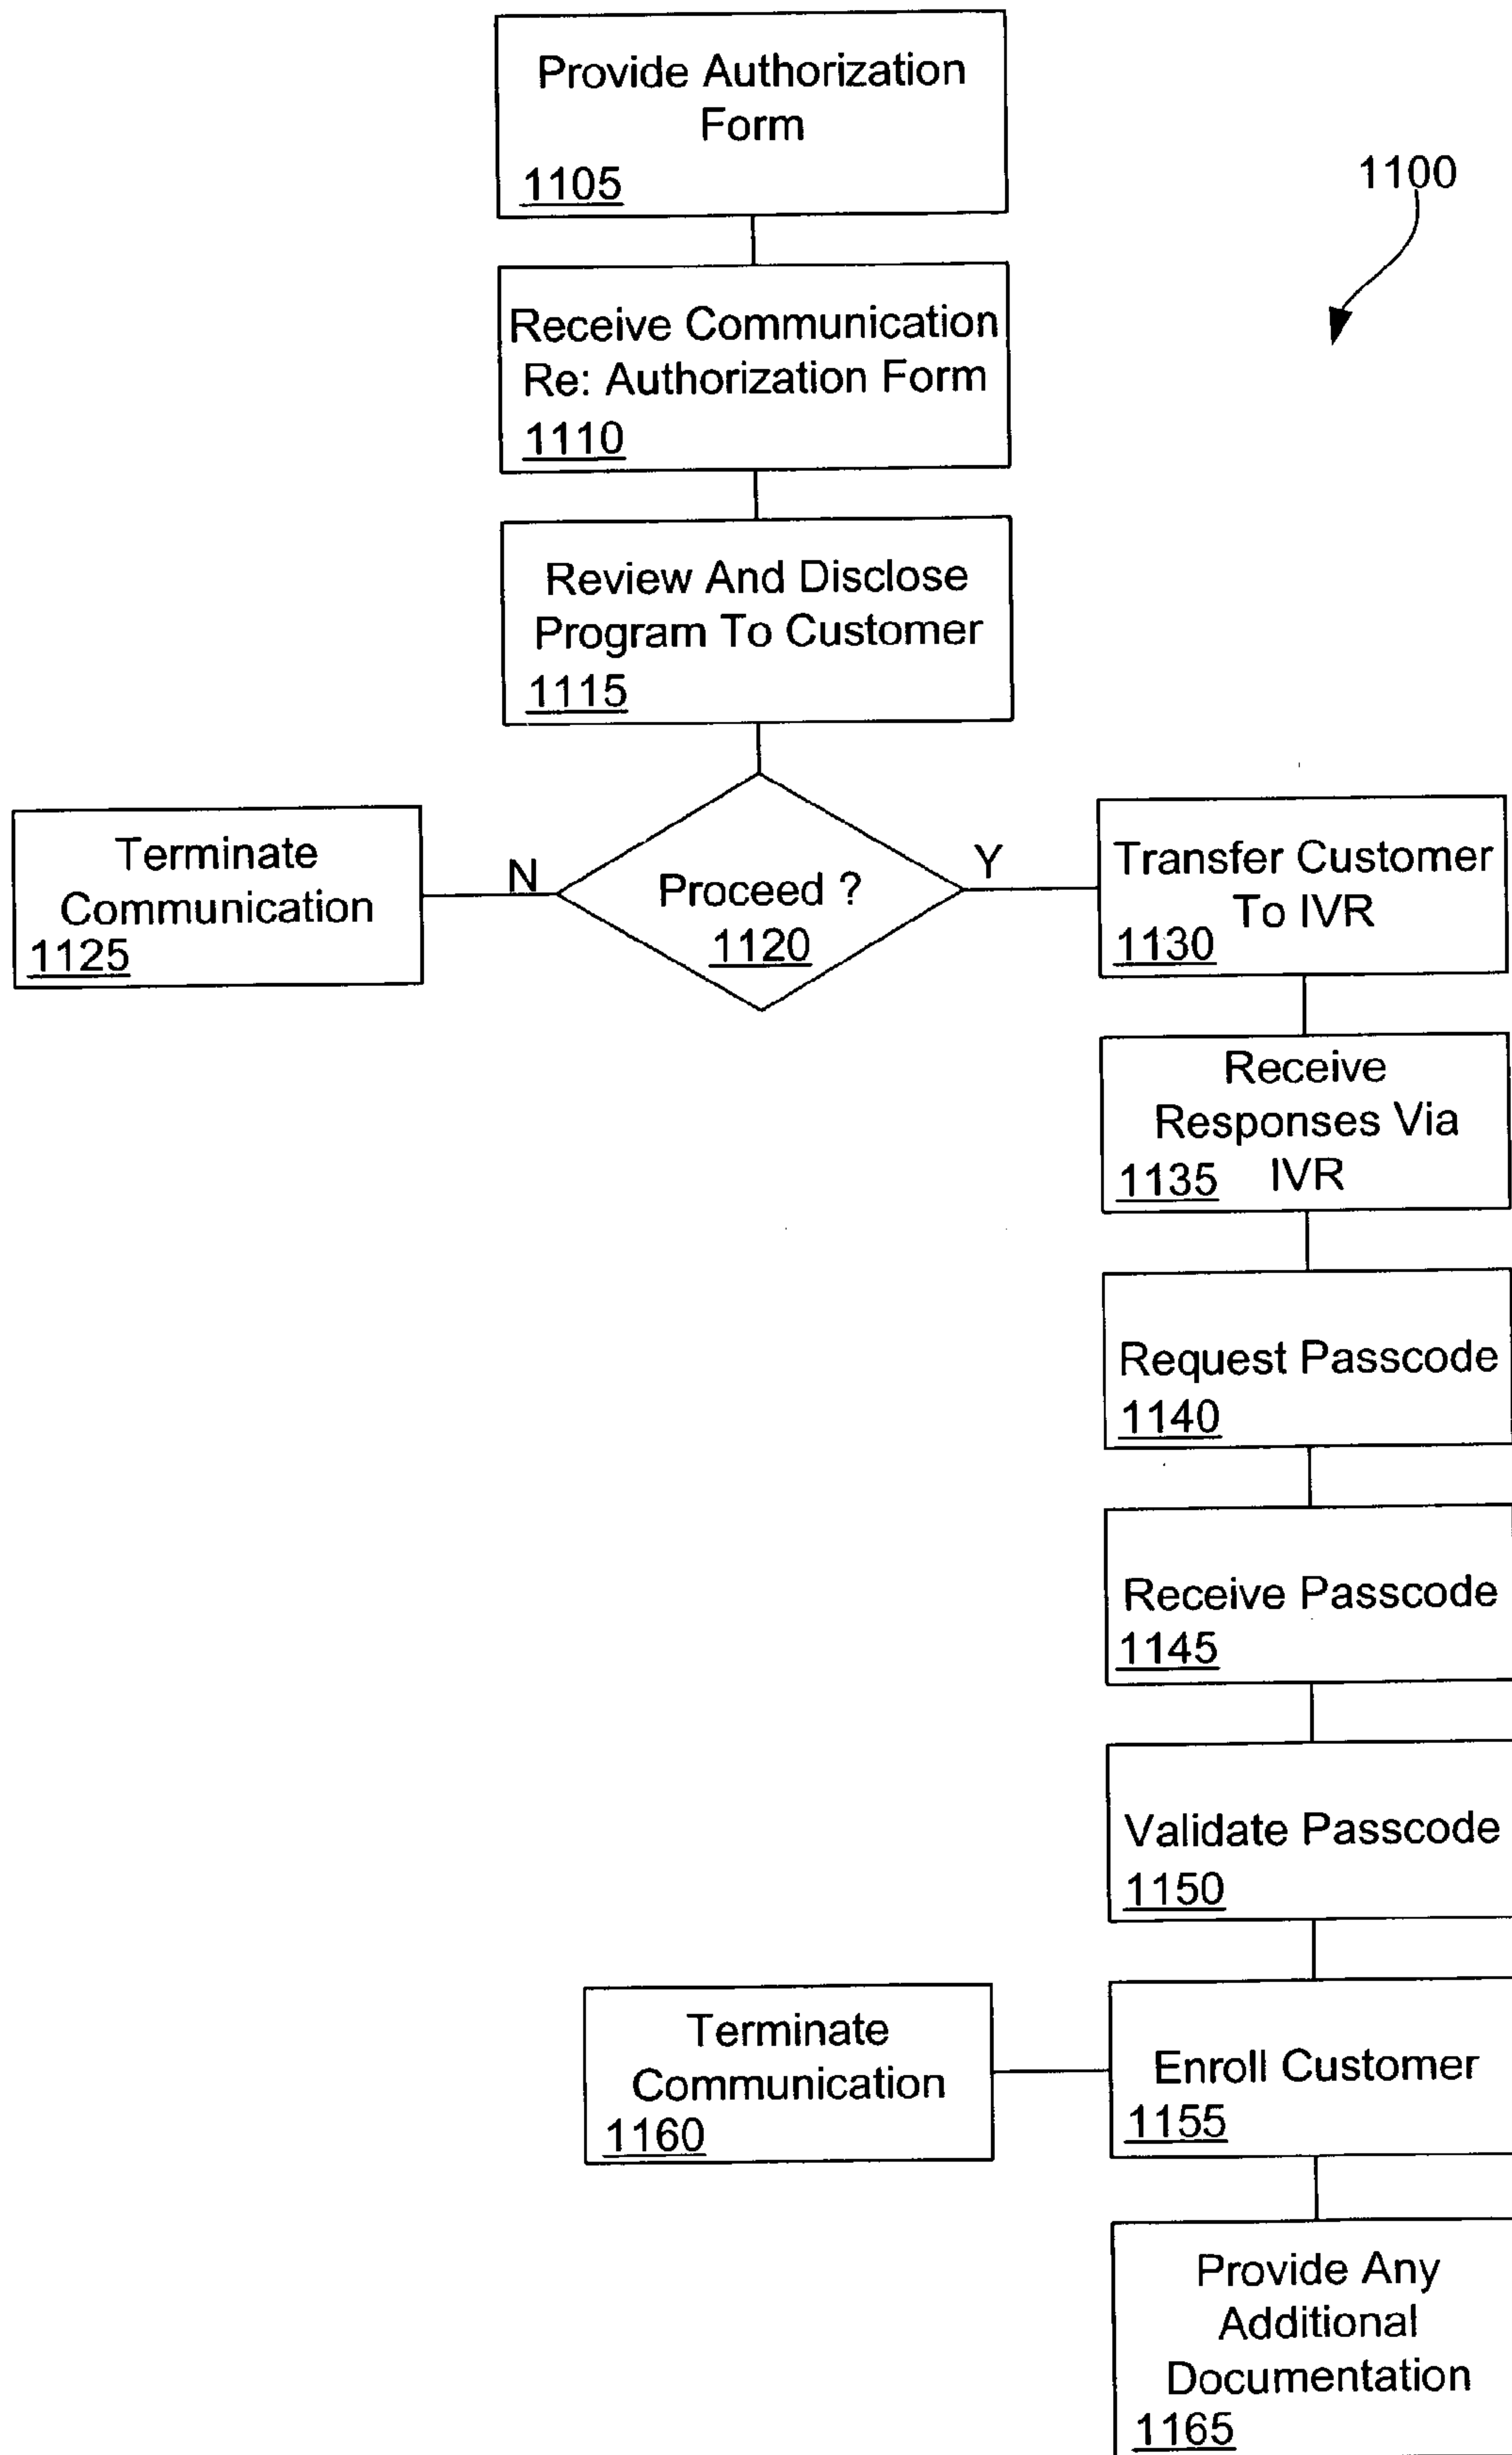 Provide Authorization
Form
1105
1100
Receive Communication
Re: Authorization Form
1110
Review And Disclose
Program To Customer
1115
Terminate
Communication
1125
N
Proceed ?
1120
Y
Transfer Customer
To IVR
1130
Receive
Responses Via
IVR
1135
Request Passcode
1140
Receive Passcode
1145
Validate Passcode
1150
Terminate
Communication
1160
Enroll Customer
1155
Provide Any
Additional
Documentation
1165